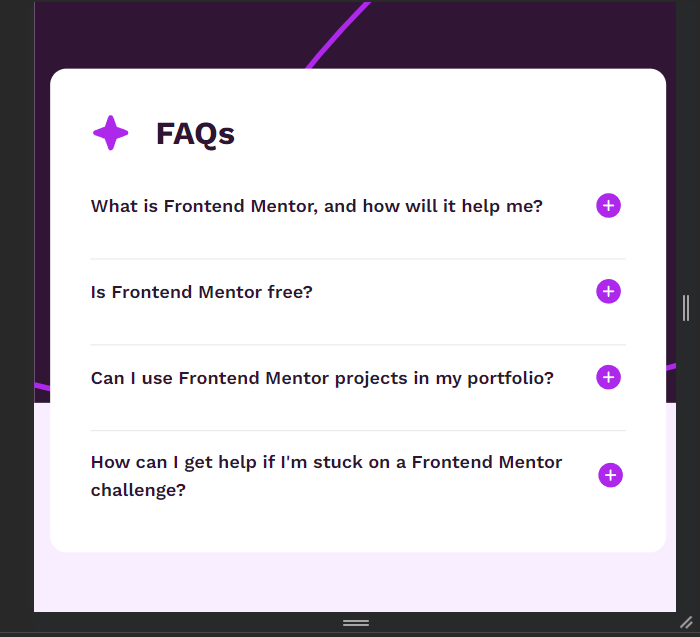 FAQs
What is Frontend Mentor, and how will it help me?
Is Frontend Mentor free?
Can I use Frontend Mentor projects in my portfolio?
How can I get help if I'm stuck on a Frontend Mentor
challenge?